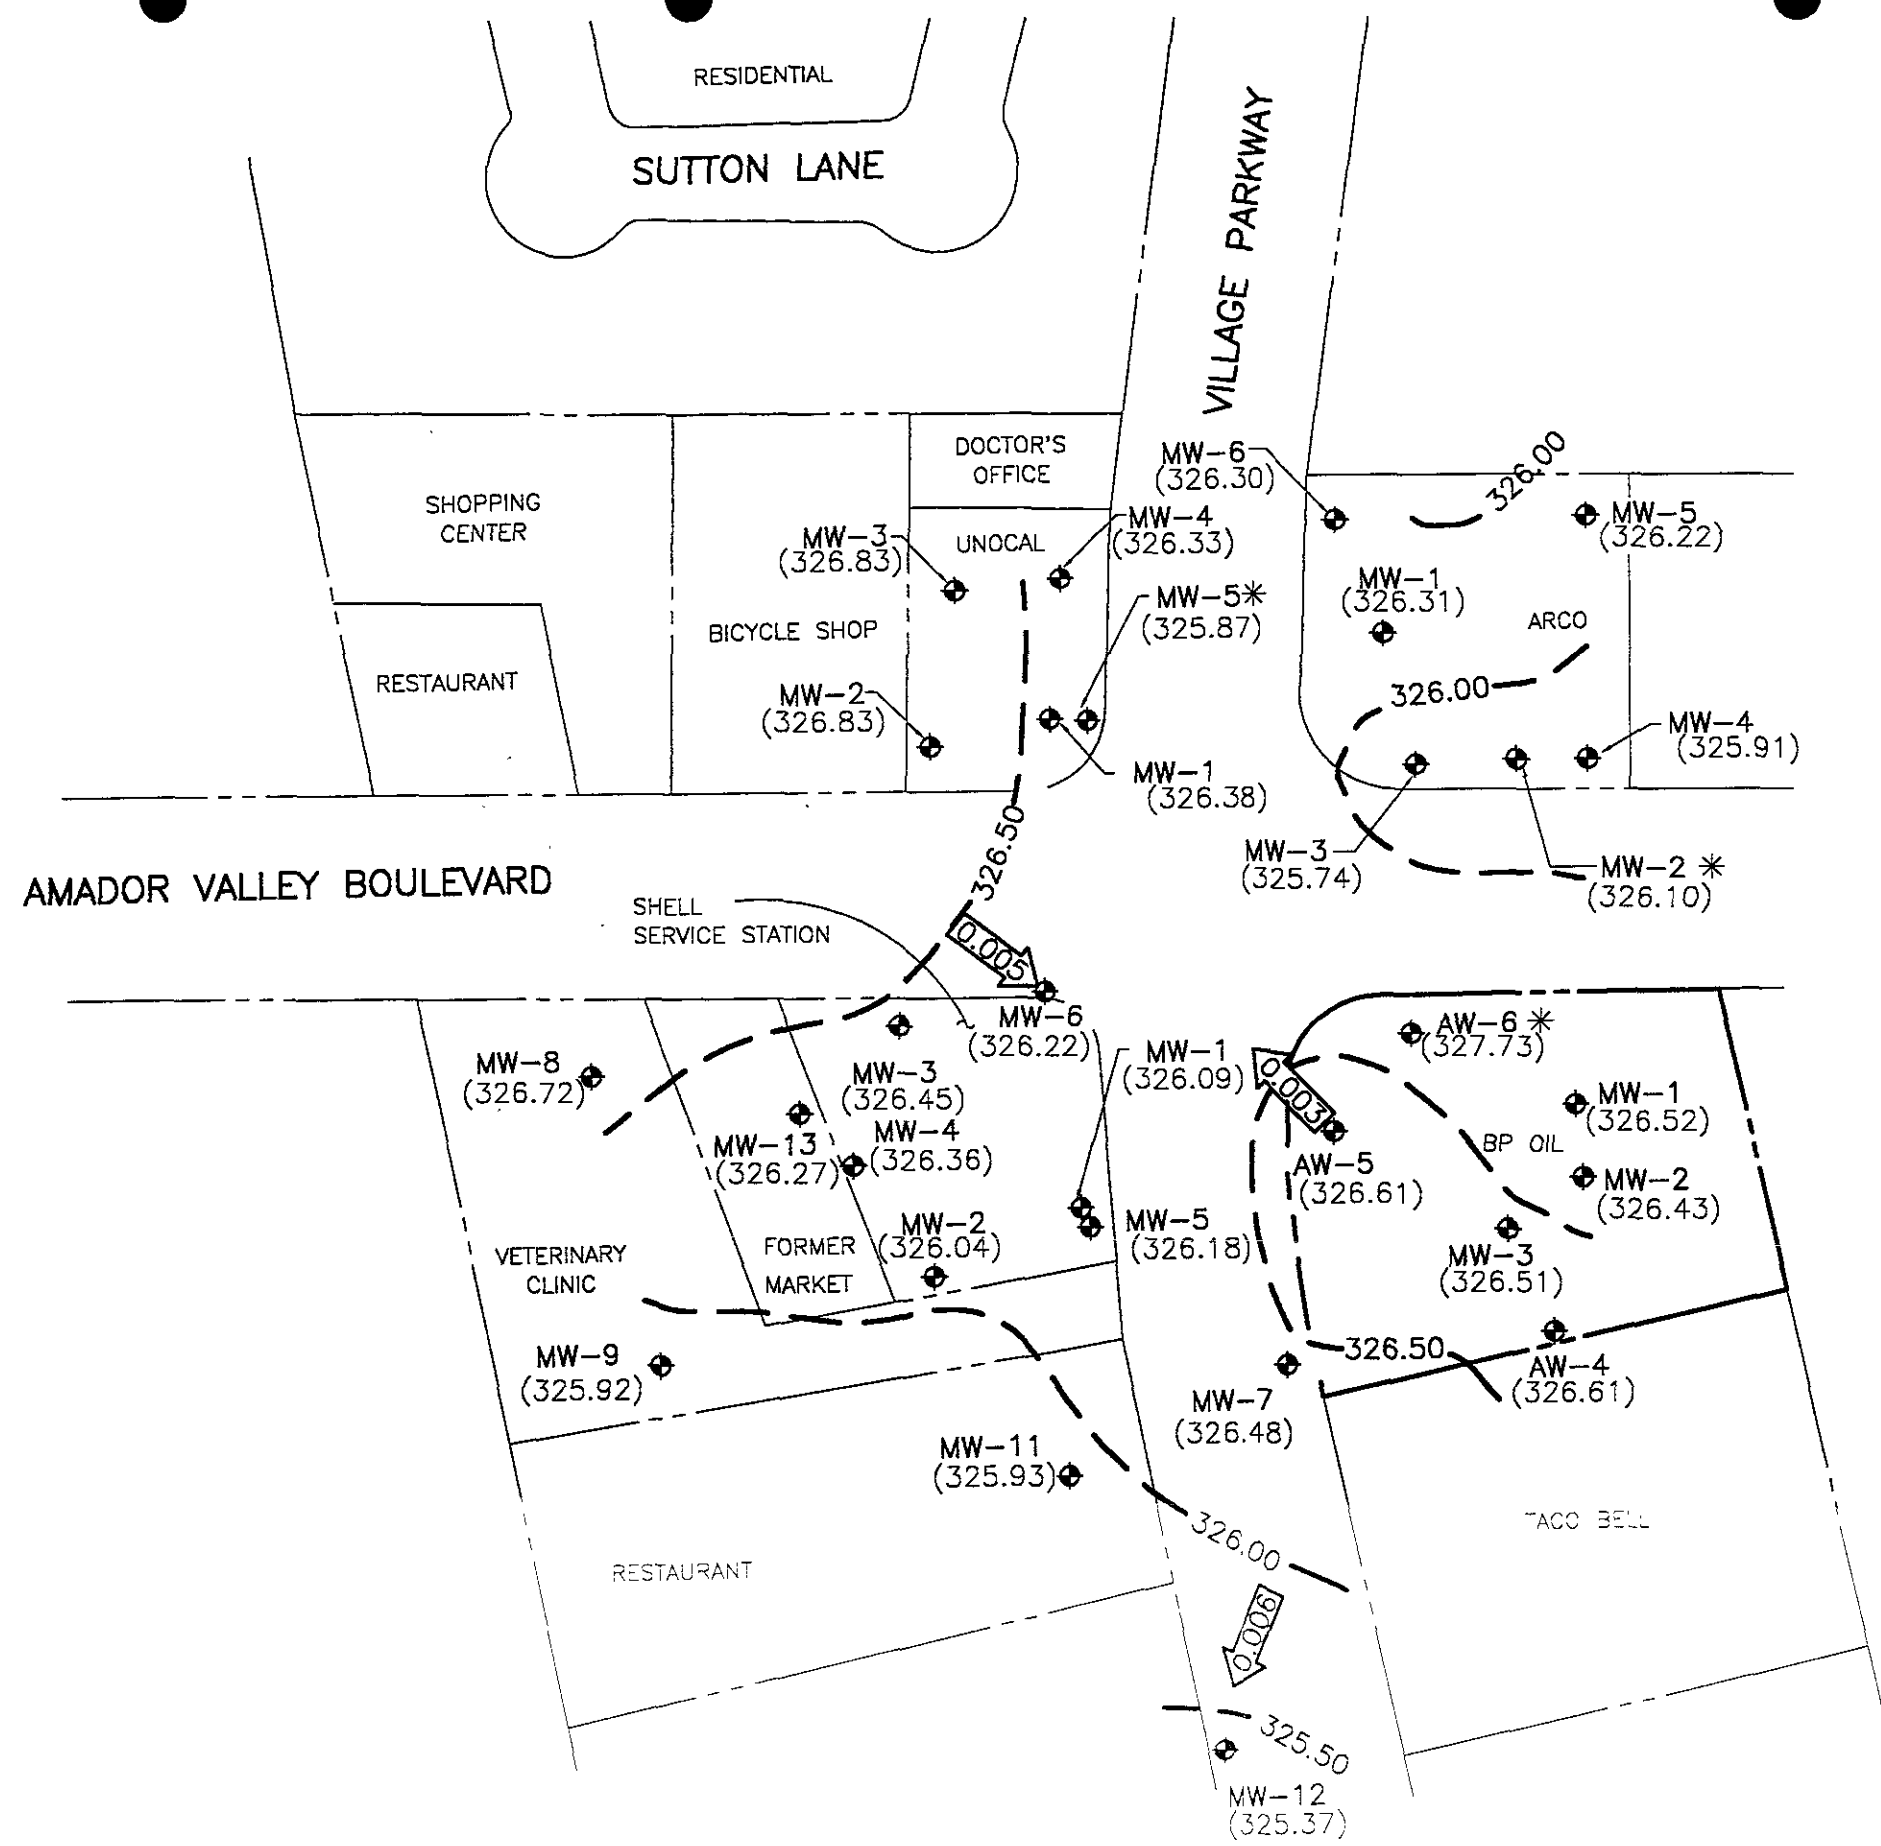 RESIDENTIAL
SUTTON LANE
VILLAGE PARKWAY
DOCTOR'S
OFFICE
SHOPPING
CENTER
MW-6
(326.30)
326.00
MW-5
(326.22)
MW-3
(326.83)
UNOCAL
MW-4
(326.33)
MW-5*
(325.87)
MW-1
(326.31)
ARCO
BICYCLE SHOP
RESTAURANT
MW-2
(326.83)
326.00
MW-4
(325.91)
MW-1
(326.38)
326.50
MW-3
(325.74)
MW-2 *
(326.10)
AMADOR VALLEY BOULEVARD
SHELL
SERVICE STATION
0.005
MW-6
(326.22)
AW-6 *
(327.73)
MW-8
(326.72)
MW-3
(326.45)
MW-1
(326.09)
0.003
MW-1
(326.52)
MW-13
(326.27)
MW-4
(326.36)
BP OIL
AW-5
(326.61)
MW-2
(326.43)
MW-2
(326.04)
MW-5
(326.18)
MW-3
(326.51)
VETERINARY
CLINIC
FORMER
MARKET
326.50
MW-9
(325.92)
AW-4
(326.61)
MW-7
(326.48)
MW-11
(325.93)
TACO BELL
326.00
RESTAURANT
0.006
325.50
MW-12
(325.37)